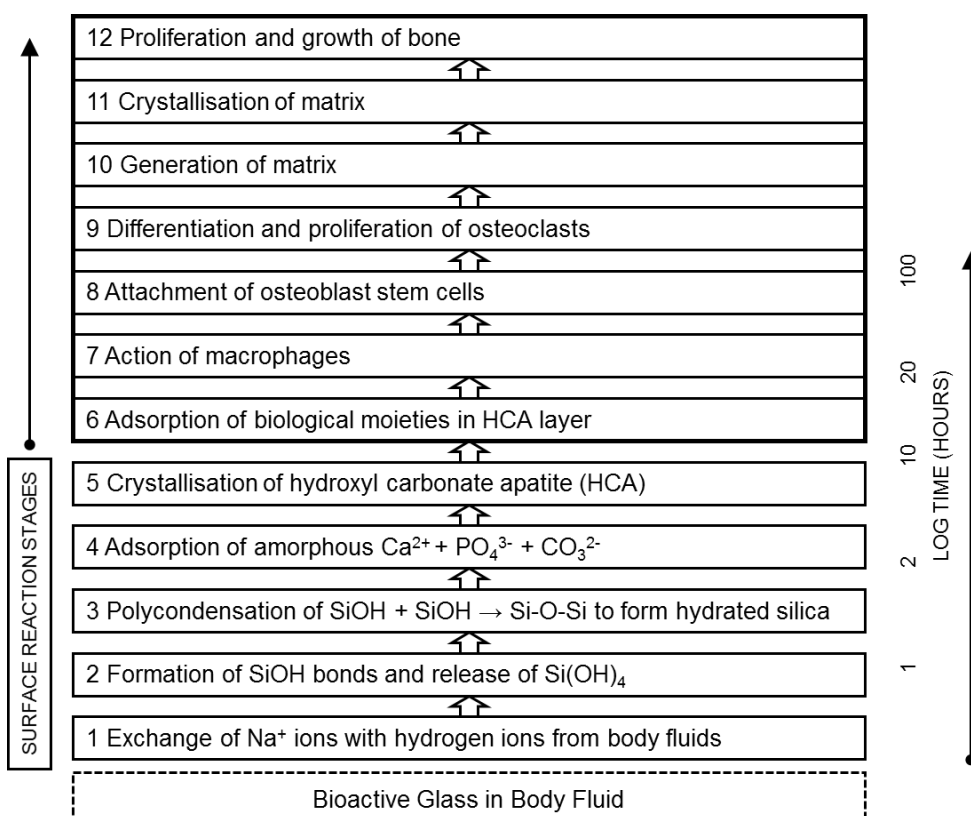 12 Proliferation and growth of bone
11 Crystallisation of matrix
10 Generation of matrix
9 Differentiation and proliferation of osteoclasts
8 Attachment of osteoblast stem cells
7 Action of macrophages
6 Adsorption of biological moieties in HCA layer
5 Crystallisation of hydroxyl carbonate apatite (HCA)
4 Adsorption of amorphous Ca²⁺ + PO₄³⁻ + CO₃²⁻
3 Polycondensation of SiOH + SiOH → Si-O-Si to form hydrated silica
2 Formation of SiOH bonds and release of Si(OH)₄
1 Exchange of Na⁺ ions with hydrogen ions from body fluids
Bioactive Glass in Body Fluid
SURFACE REACTION STAGES
100
20
10
2
1
LOG TIME (HOURS)